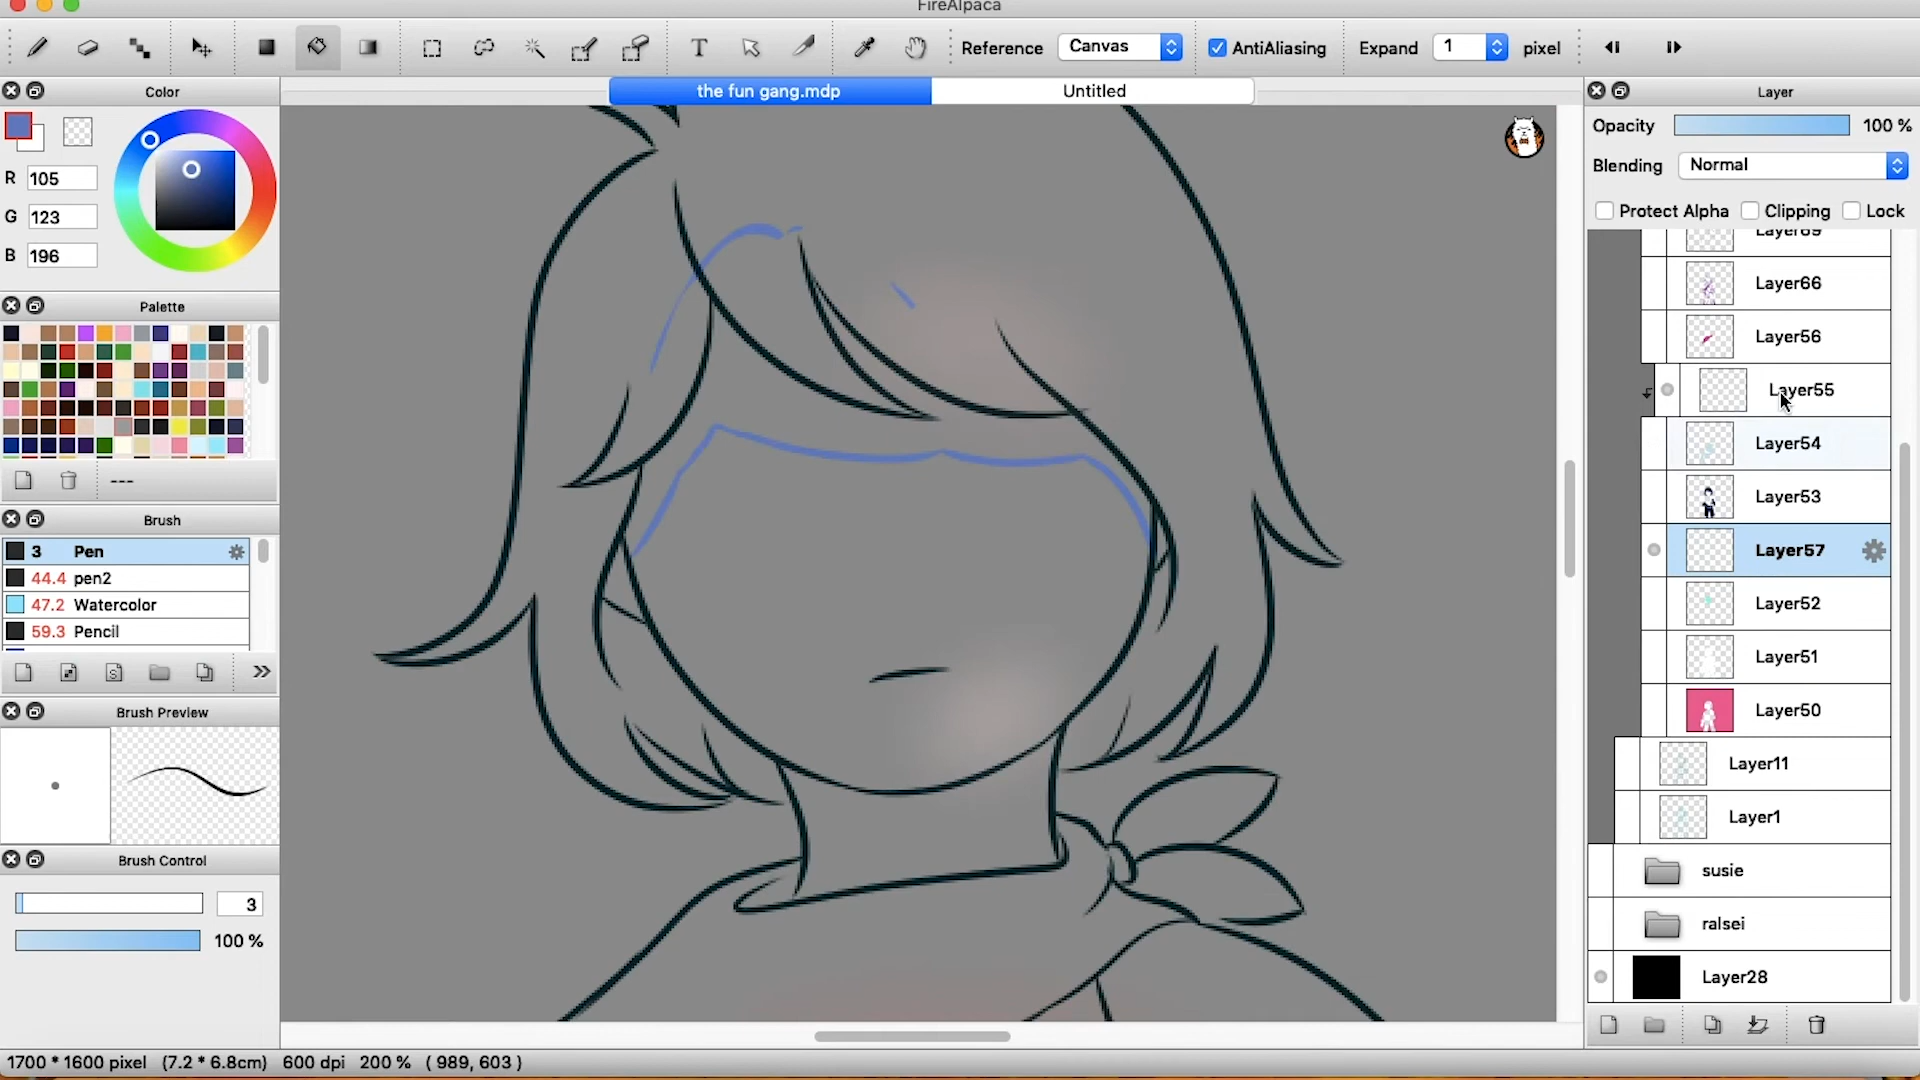 FireAlpaca
Reference Canvas AntiAliasing Expand 1 pixel
the fun gang.mdp Untitled
Color
R 105
G 123
B 196
Palette
---
Brush
3 Pen
44.4 pen2
47.2 Watercolor
59.3 Pencil
Brush Preview
Brush Control
3
100 %
Layer
Opacity 100 %
Blending Normal
Protect Alpha Clipping Lock
Layer69
Layer66
Layer56
Layer55
Layer54
Layer53
Layer57
Layer52
Layer51
Layer50
Layer11
Layer1
susie
ralsei
Layer28
1700 * 1600 pixel (7.2 * 6.8cm) 600 dpi 200 % ( 989, 603 )